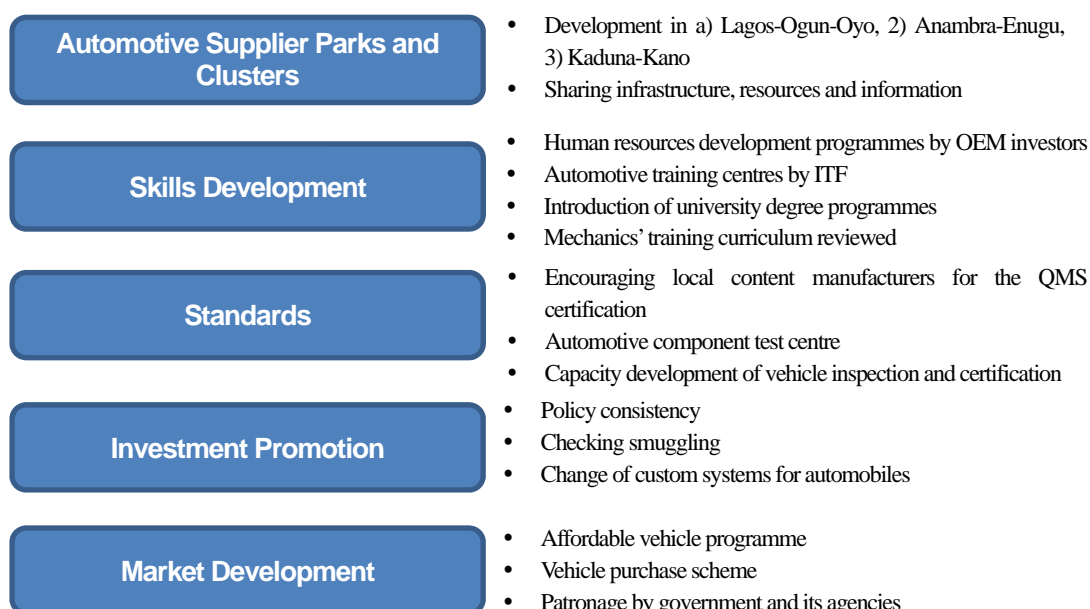 Automotive Supplier Parks and
Clusters
• Development in a) Lagos-Ogun-Oyo, 2) Anambra-Enugu,
3) Kaduna-Kano
• Sharing infrastructure, resources and information
Skills Development
• Human resources development programmes by OEM investors
• Automotive training centres by ITF
• Introduction of university degree programmes
• Mechanics’ training curriculum reviewed
Standards
• Encouraging local content manufacturers for the QMS
certification
• Automotive component test centre
• Capacity development of vehicle inspection and certification
Investment Promotion
• Policy consistency
• Checking smuggling
• Change of custom systems for automobiles
Market Development
• Affordable vehicle programme
• Vehicle purchase scheme
• Patronage by government and its agencies